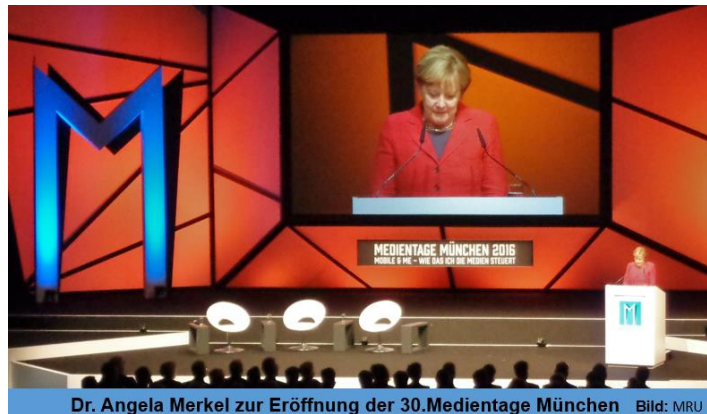 M
MEDIENTAGE MÜNCHEN 2016
MOBILE & ME – WIE DAS ICH DIE MEDIEN STEUERT
M
Dr. Angela Merkel zur Eröffnung der 30.Medientage München Bild: MRU